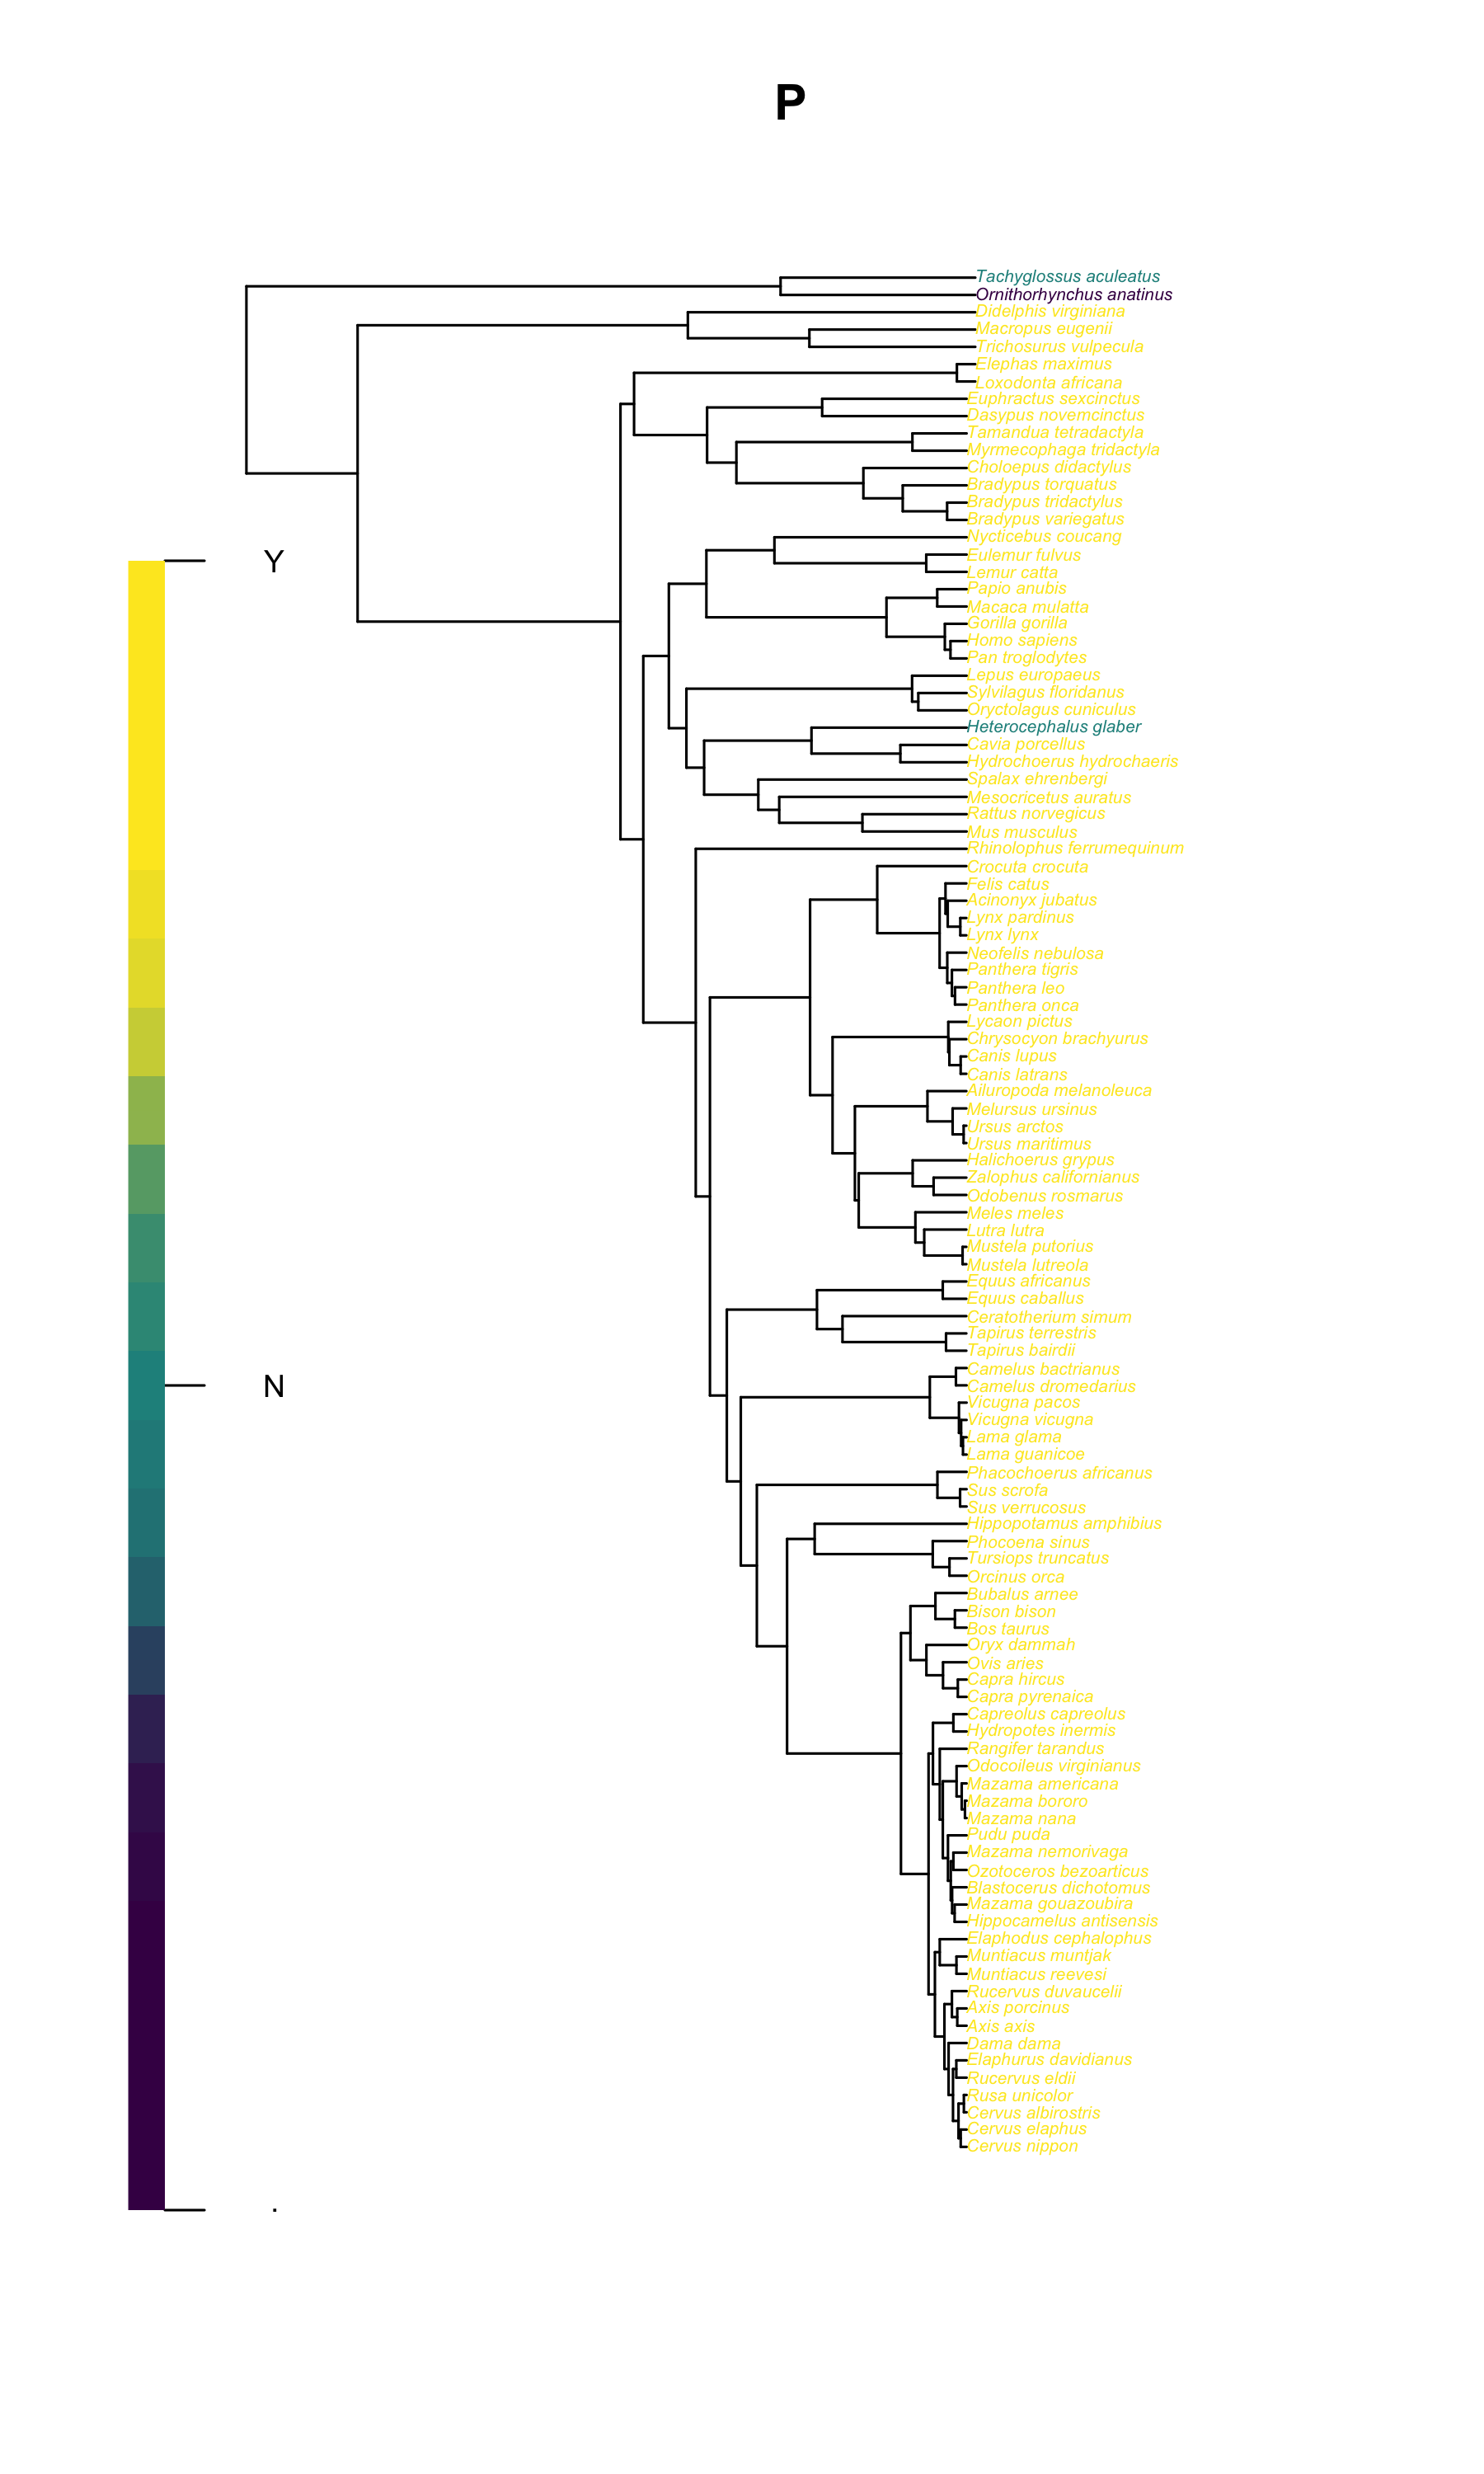 P
Tachyglossus aculeatus
Ornithorhynchus anatinus
Didelphis virginiana
Macropus eugenii
Trichosurus vulpecula
Elephas maximus
Loxodonta africana
Euphractus sexcinctus
Dasypus novemcinctus
Tamandua tetradactyla
Myrmecophaga tridactyla
Choloepus didactylus
Bradypus torquatus
Bradypus tridactylus
Bradypus variegatus
Nycticebus coucang
Eulemur fulvus
Y
Lemur catta
Papio anubis
Macaca mulatta
Gorilla gorilla
Homo sapiens
Pan troglodytes
Lepus europaeus
Sylvilagus floridanus
Oryctolagus cuniculus
Heterocephalus glaber
Cavia porcellus
Hydrochoerus hydrochaeris
Spalax ehrenbergi
Mesocricetus auratus
Rattus norvegicus
Mus musculus
Rhinolophus ferrumequinum
Crocuta crocuta
Felis catus
Acinonyx jubatus
Lynx pardinus
Lynx lynx
Neofelis nebulosa
Panthera tigris
Panthera leo
Panthera onca
Lycaon pictus
Chrysocyon brachyurus
Canis lupus
Canis latrans
Ailuropoda melanoleuca
Melursus ursinus
Ursus arctos
Ursus maritimus
Halichoerus grypus
Zalophus californianus
Odobenus rosmarus
Meles meles
Lutra lutra
Mustela putorius
Mustela lutreola
Equus africanus
Equus caballus
Ceratotherium simum
Tapirus terrestris
Tapirus bairdii
Camelus bactrianus
N
Camelus dromedarius
Vicugna pacos
Vicugna vicugna
Lama glama
Lama guanicoe
Phacochoerus africanus
Sus scrofa
Sus verrucosus
Hippopotamus amphibius
Phocoena sinus
Tursiops truncatus
Orcinus orca
Bubalus arnee
Bison bison
Bos taurus
Oryx dammah
Ovis aries
Capra hircus
Capra pyrenaica
Capreolus capreolus
Hydropotes inermis
Rangifer tarandus
Odocoileus virginianus
Mazama americana
Mazama bororo
Mazama nana
Pudu puda
Mazama nemorivaga
Ozotoceros bezoarticus
Blastocerus dichotomus
Mazama gouazoubira
Hippocamelus antisensis
Elaphodus cephalophus
Muntiacus muntjak
Muntiacus reevesi
Rucervus duvaucelii
Axis porcinus
Axis axis
Dama dama
Elaphurus davidianus
Rucervus eldii
Rusa unicolor
Cervus albirostris
Cervus elaphus
Cervus nippon
.